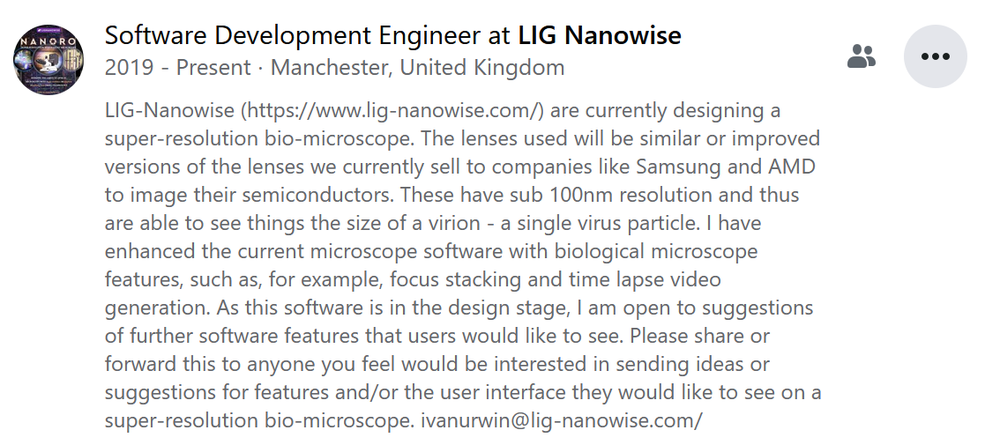 NANORO
Software Development Engineer at LIG Nanowise
2019 - Present · Manchester, United Kingdom
LIG-Nanowise (https://www.lig-nanowise.com/) are currently designing a
super-resolution bio-microscope. The lenses used will be similar or improved
versions of the lenses we currently sell to companies like Samsung and AMD
to image their semiconductors. These have sub 100nm resolution and thus
are able to see things the size of a virion - a single virus particle. I have
enhanced the current microscope software with biological microscope
features, such as, for example, focus stacking and time lapse video
generation. As this software is in the design stage, I am open to suggestions
of further software features that users would like to see. Please share or
forward this to anyone you feel would be interested in sending ideas or
suggestions for features and/or the user interface they would like to see on a
super-resolution bio-microscope. ivanurwin@lig-nanowise.com/